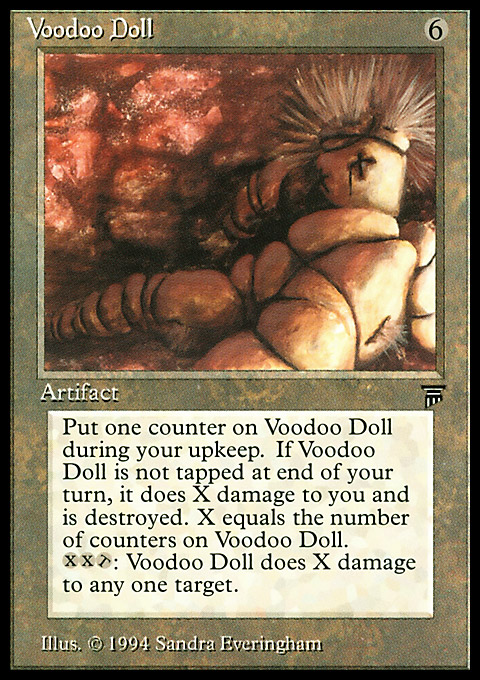 Voodoo Doll 6
Artifact
Put one counter on Voodoo Doll
during your upkeep. If Voodoo
Doll is not tapped at end of your
turn, it does X damage to you and
is destroyed. X equals the number
of counters on Voodoo Doll.
XX: Voodoo Doll does X damage
to any one target.
Illus. © 1994 Sandra Everingham